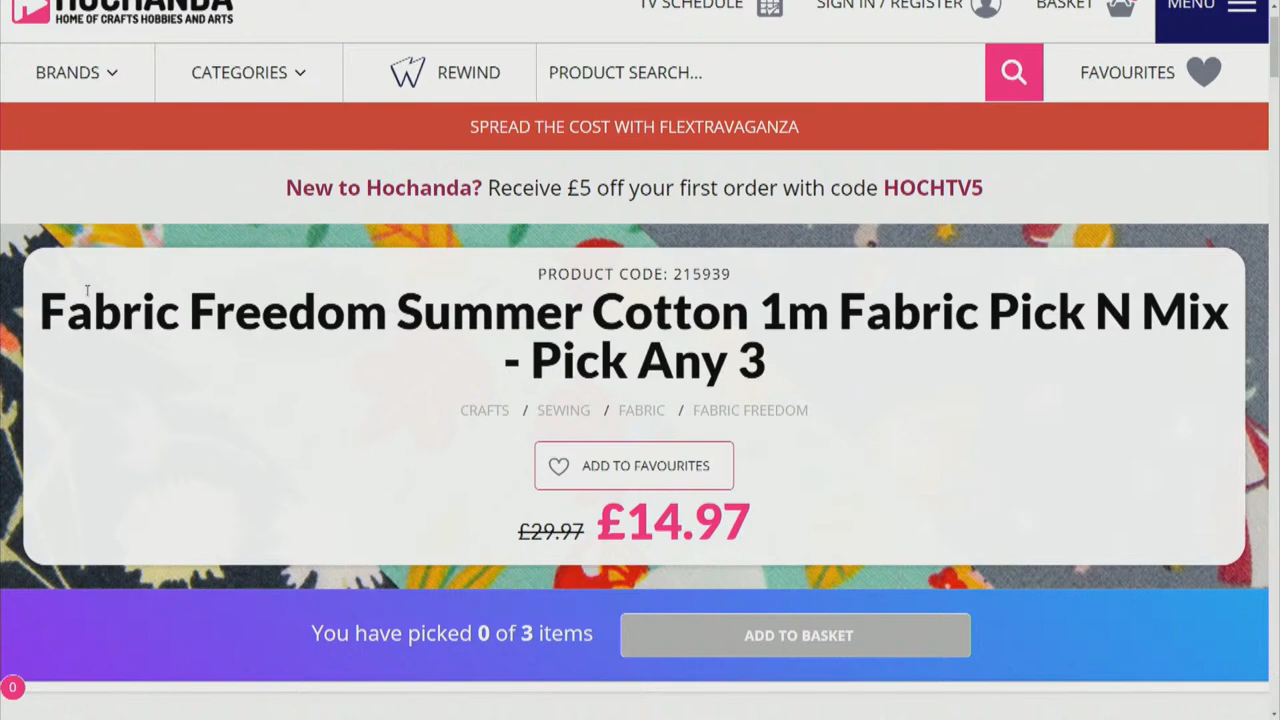 HOCHANDA
HOME OF CRAFTS HOBBIES AND ARTS
TV SCHEDULE
SIGN IN / REGISTER
BASKET
MENU
BRANDS
CATEGORIES
REWIND
PRODUCT SEARCH...
FAVOURITES
SPREAD THE COST WITH FLEXTRAVAGANZA
New to Hochanda? Receive £5 off your first order with code HOCHTV5
PRODUCT CODE: 215939
Fabric Freedom Summer Cotton 1m Fabric Pick N Mix
- Pick Any 3
CRAFTS / SEWING / FABRIC / FABRIC FREEDOM
ADD TO FAVOURITES
£29.97 £14.97
You have picked 0 of 3 items
ADD TO BASKET
0